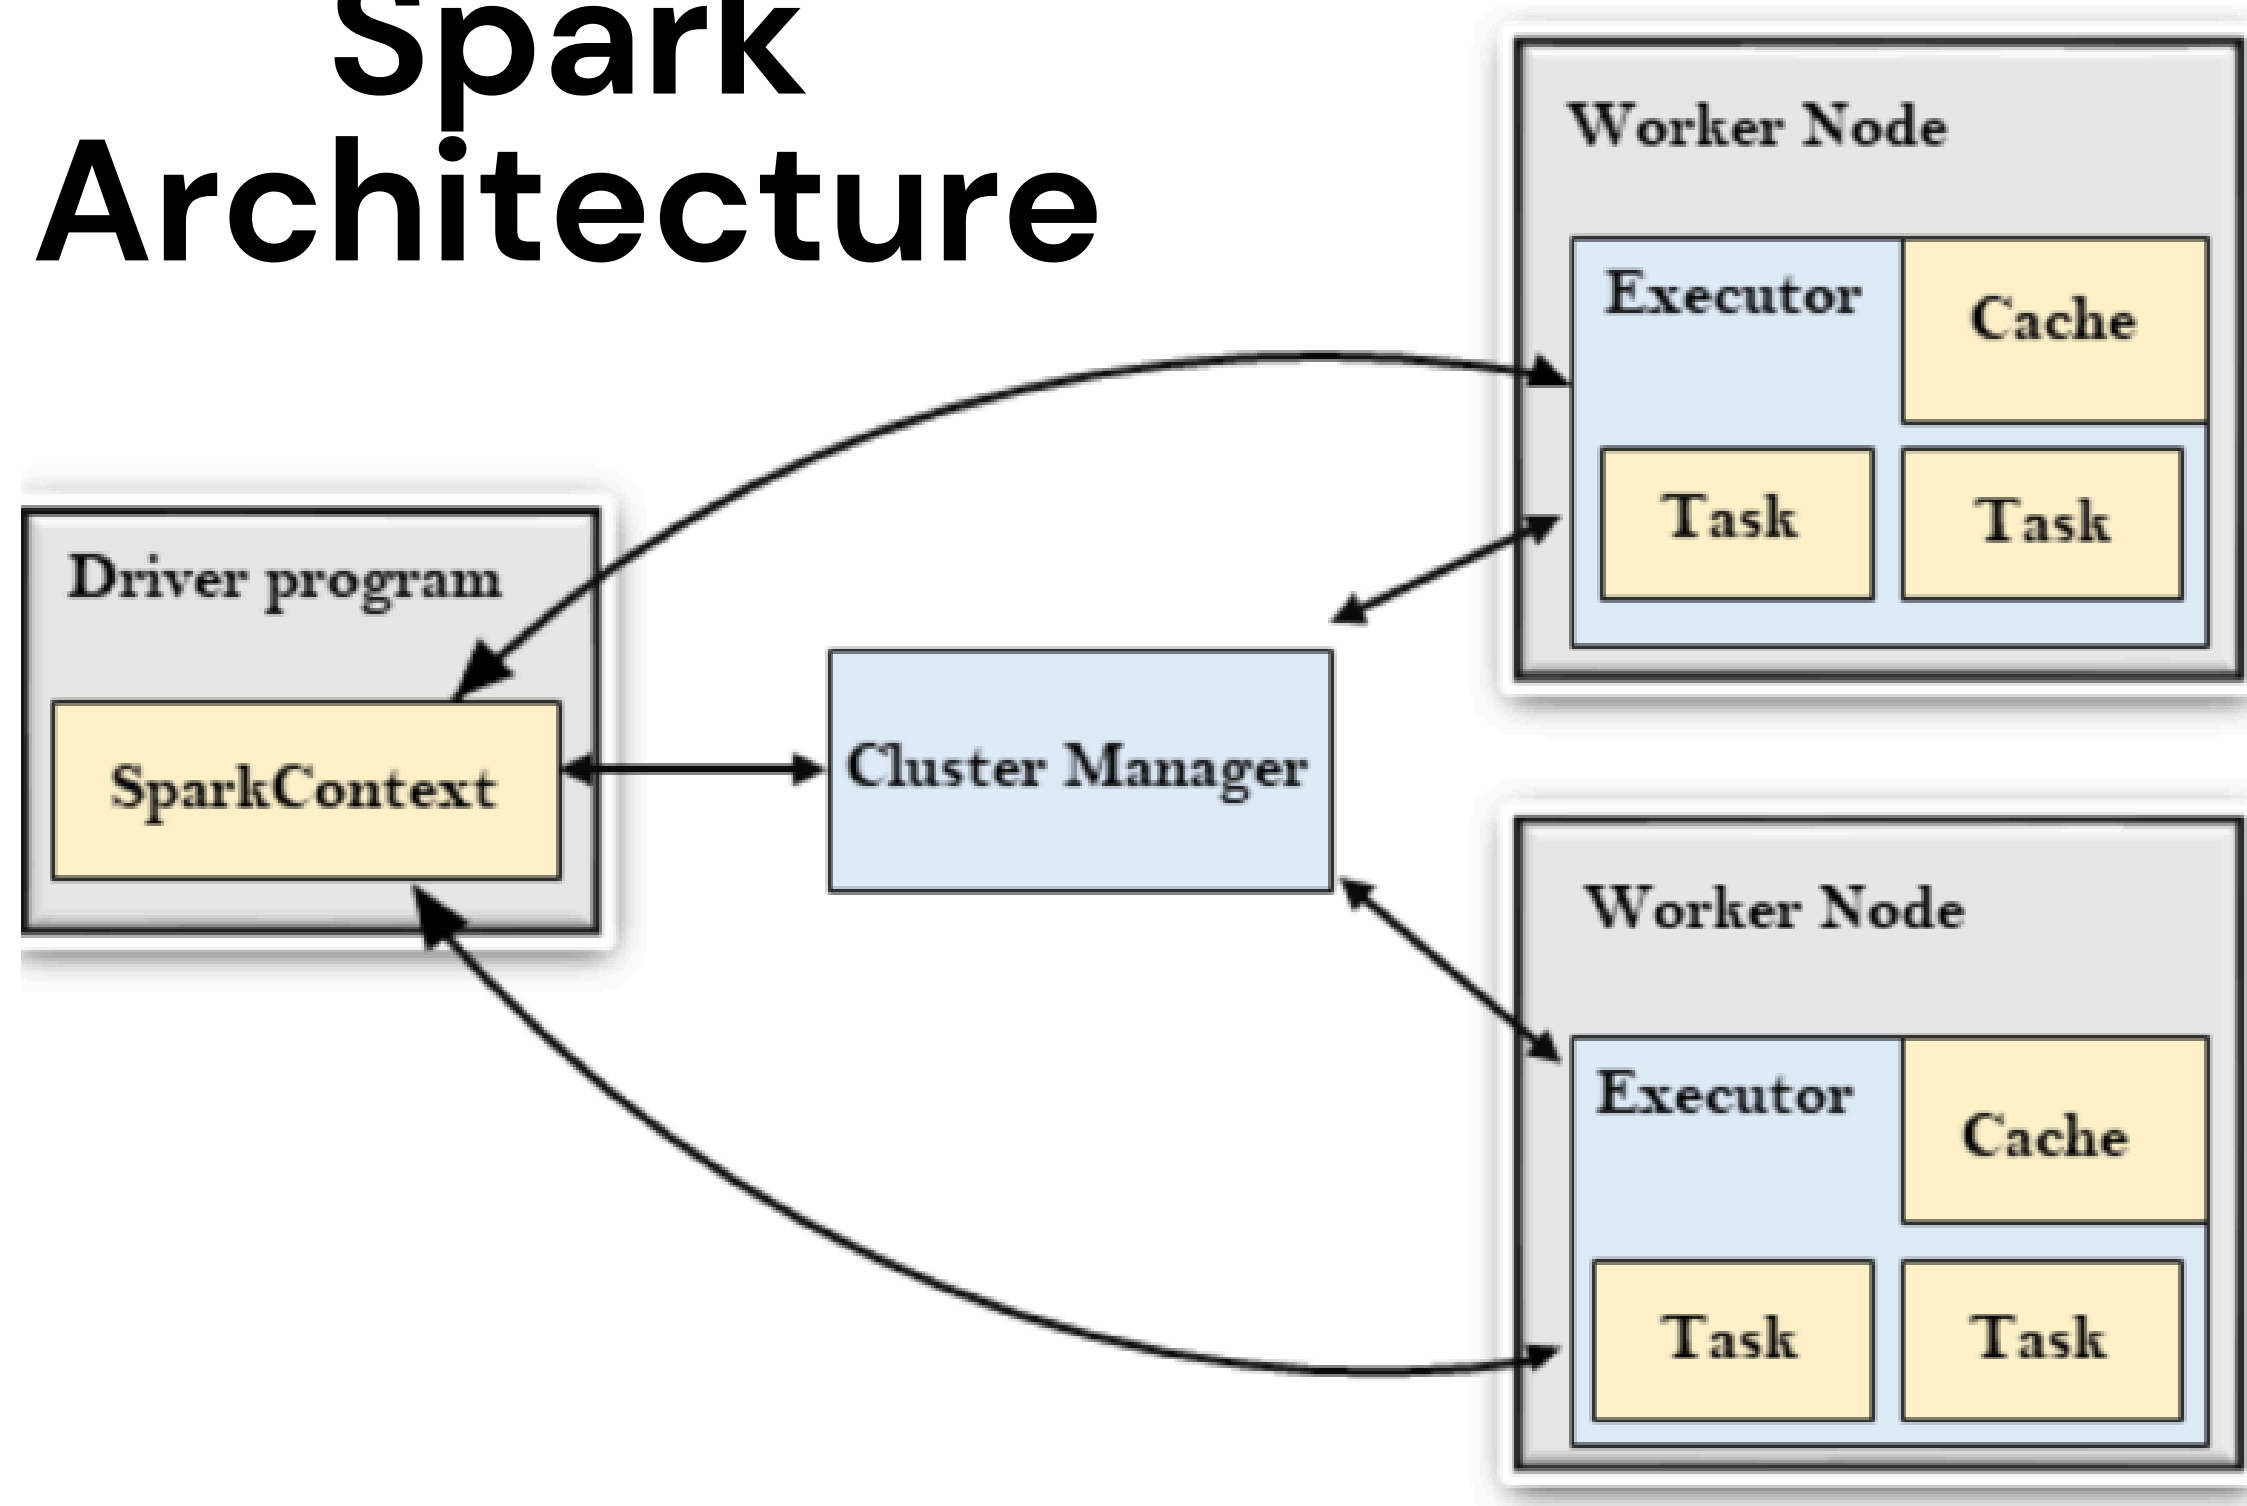 Spark
Architecture
Worker Node
Executor
Cache
Task
Task
Driver program
SparkContext
Cluster Manager
Worker Node
Executor
Cache
Task
Task